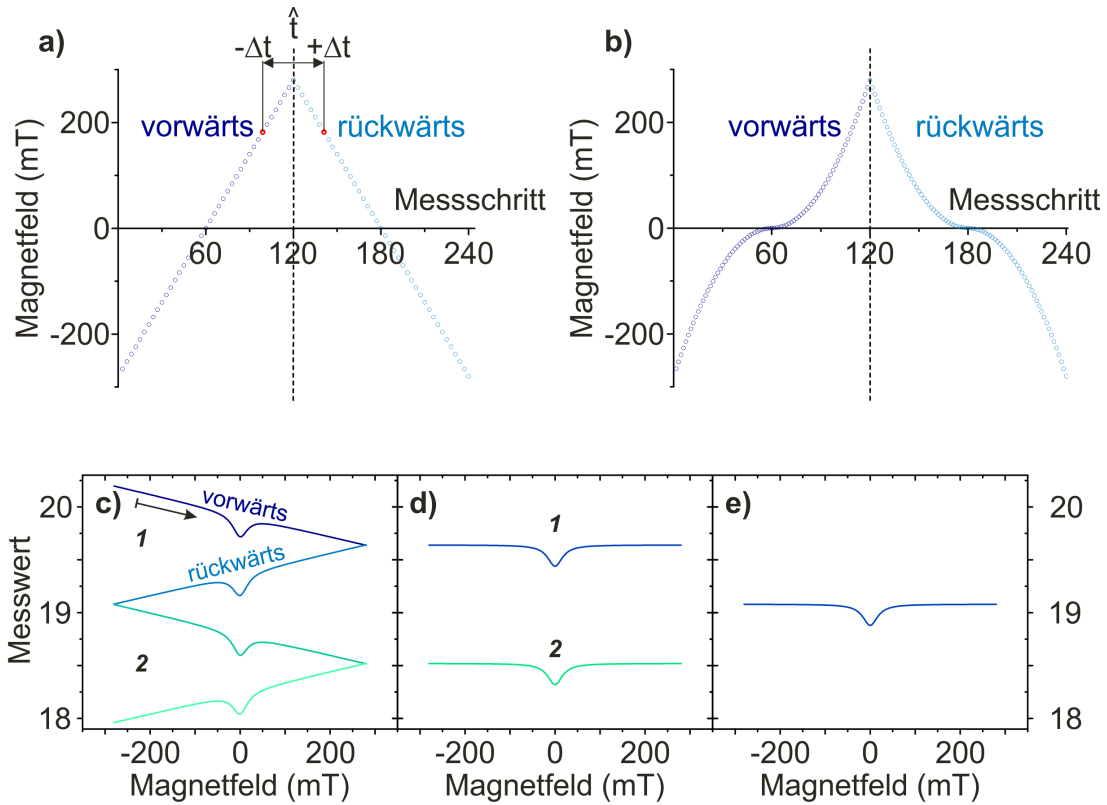 a)
t̂
-Δt +Δt
vorwärts
rückwärts
Magnetfeld (mT)
200
0
-200
Messschritt
60 120 180 240
b)
vorwärts
rückwärts
Magnetfeld (mT)
200
0
-200
Messschritt
60 120 180 240
c)
vorwärts
1
rückwärts
2
Messwert
20
19
18
-200 0 200
Magnetfeld (mT)
d)
1
2
-200 0 200
Magnetfeld (mT)
e)
20
19
18
-200 0 200
Magnetfeld (mT)